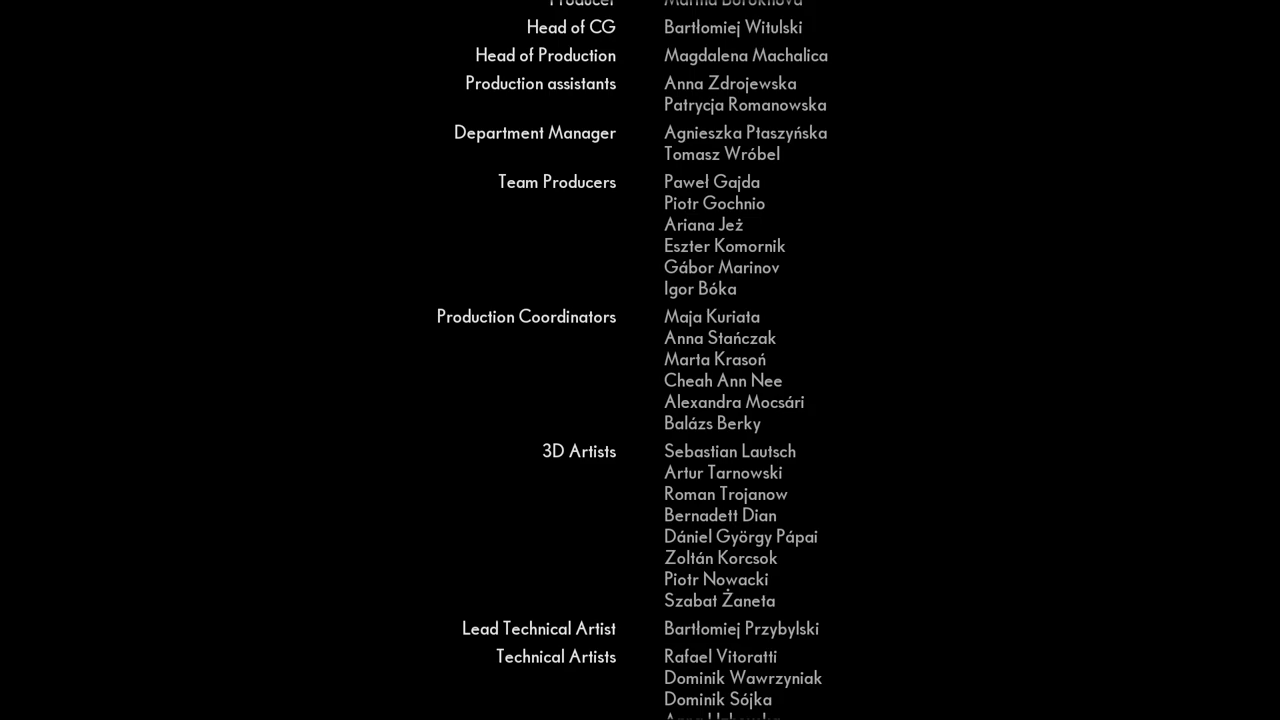 Producer
Head of CG Bartłomiej Witulski
Head of Production Magdalena Machalica
Production assistants Anna Zdrojewska
Patrycja Romanowska
Department Manager Agnieszka Ptaszyńska
Tomasz Wróbel
Team Producers Paweł Gajda
Piotr Gochnio
Ariana Jeż
Eszter Komornik
Gábor Marinov
Igor Bóka
Production Coordinators Maja Kuriata
Anna Stańczak
Marta Krasoń
Cheah Ann Nee
Alexandra Mocsári
Balázs Berky
3D Artists Sebastian Lautsch
Artur Tarnowski
Roman Trojanow
Bernadett Dian
Dániel György Pápai
Zoltán Korcsok
Piotr Nowacki
Szabat Żaneta
Lead Technical Artist Bartłomiej Przybylski
Technical Artists Rafael Vitoratti
Dominik Wawrzyniak
Dominik Sójka